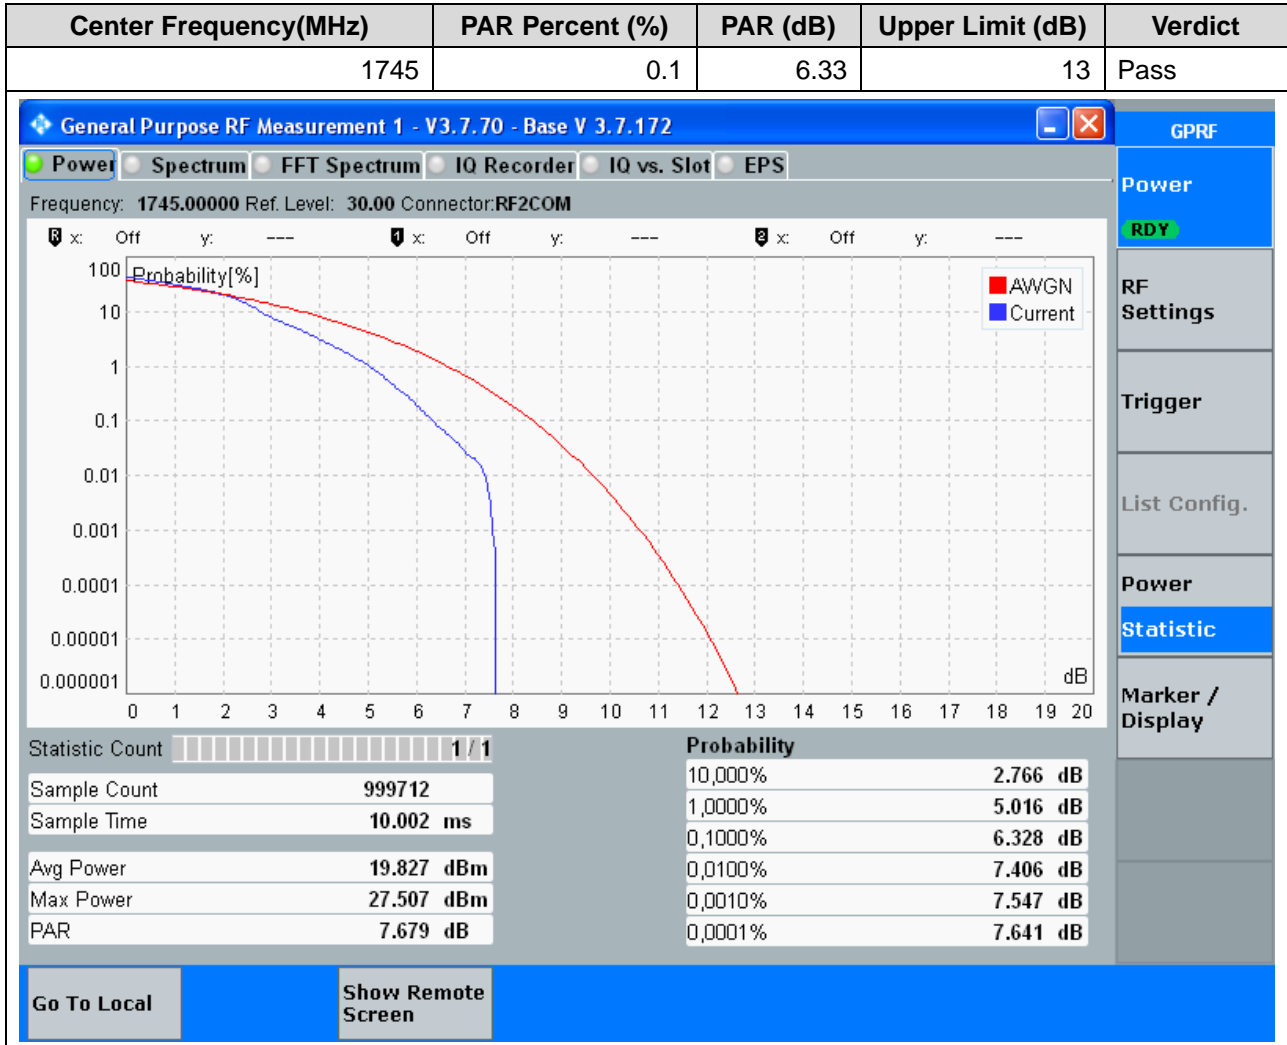 Center Frequency(MHz) PAR Percent (%) PAR (dB) Upper Limit (dB) Verdict
1745 0.1 6.33 13 Pass
General Purpose RF Measurement 1 - V3.7.70 - Base V 3.7.172
GPRF
Power Spectrum FFT Spectrum IQ Recorder IQ vs. Slot EPS
Frequency: 1745.00000 Ref. Level: 30.00 Connector:RF2COM
R x: Off y: --- 1 x: Off y: --- 2 x: Off y: ---
Probability[%]
AWGN
Current
100
10
1
0.1
0.01
0.001
0.0001
0.00001
0.000001
dB
0 1 2 3 4 5 6 7 8 9 10 11 12 13 14 15 16 17 18 19 20
Statistic Count 1 / 1
Sample Count 999712
Sample Time 10.002 ms
Avg Power 19.827 dBm
Max Power 27.507 dBm
PAR 7.679 dB
Probability
10,000% 2.766 dB
1,0000% 5.016 dB
0,1000% 6.328 dB
0,0100% 7.406 dB
0,0010% 7.547 dB
0,0001% 7.641 dB
Power
RDY
RF
Settings
Trigger
List Config.
Power
Statistic
Marker /
Display
Go To Local
Show Remote
Screen